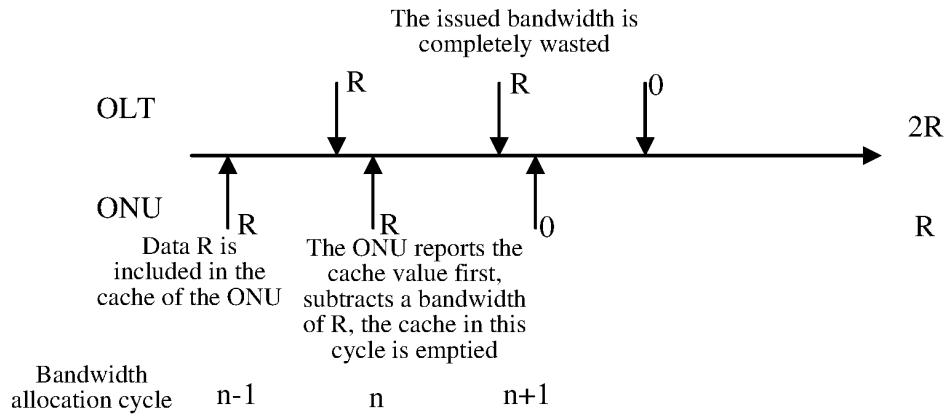 The issued bandwidth is
completely wasted
R
R
0
OLT
2R
ONU
R
R
0
R
Data R is
included in the
cache of the ONU
The ONU reports the
cache value first,
subtracts a bandwidth
of R, the cache in this
cycle is emptied
Bandwidth
allocation cycle
n-1
n
n+1